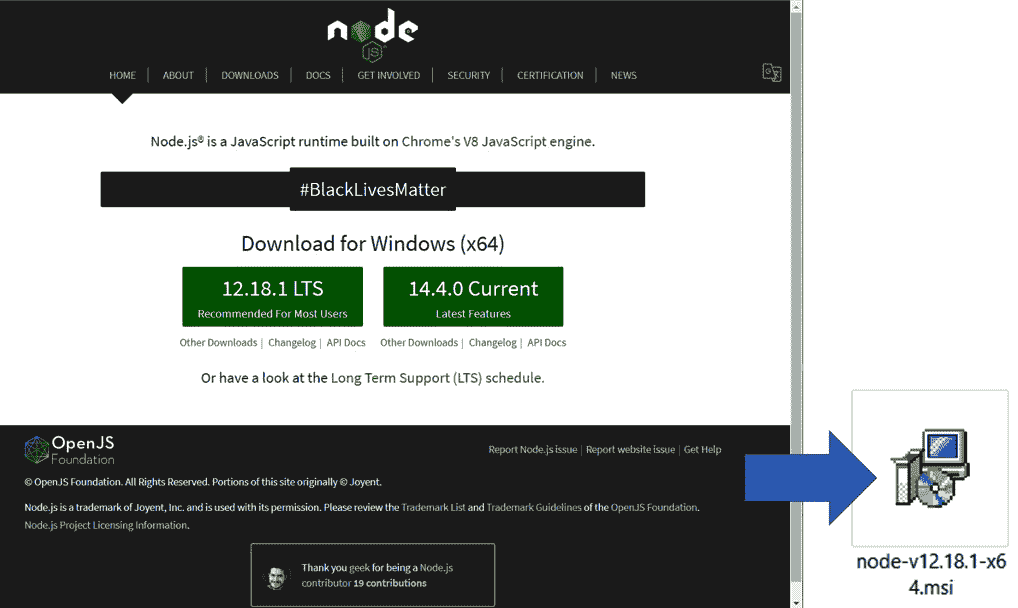 node
JS
HOME ABOUT DOWNLOADS DOCS GET INVOLVED SECURITY CERTIFICATION NEWS
Node.js® is a JavaScript runtime built on Chrome's V8 JavaScript engine.
#BlackLivesMatter
Download for Windows (x64)
12.18.1 LTS 14.4.0 Current
Recommended For Most Users Latest Features
Other Downloads | Changelog | API Docs Other Downloads | Changelog | API Docs
Or have a look at the Long Term Support (LTS) schedule.
OpenJS
Foundation
Report Node.js issue | Report website issue | Get Help
© OpenJS Foundation. All Rights Reserved. Portions of this site originally © Joyent.
Node.js is a trademark of Joyent, Inc. and is used with its permission. Please review the Trademark List and Trademark Guidelines of the OpenJS Foundation.
Node.js Project Licensing Information.
Thank you geek for being a Node.js
contributor 19 contributions
node-v12.18.1-x6
4.msi